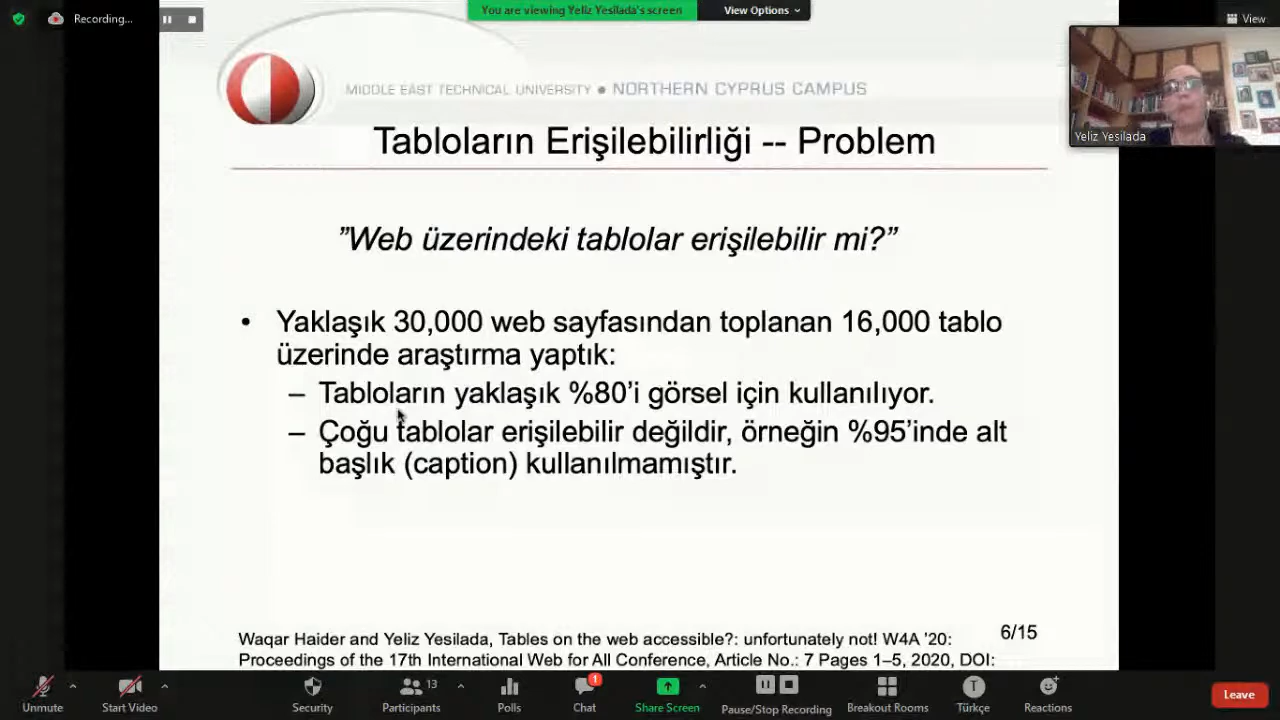 Recording...
You are viewing Yeliz Yesilada's screen
View Options
View
MIDDLE EAST TECHNICAL UNIVERSITY ● NORTHERN CYPRUS CAMPUS
Yeliz Yesilada
Tabloların Erişilebilirliği -- Problem
”Web üzerindeki tablolar erişilebilir mi?”
• Yaklaşık 30,000 web sayfasından toplanan 16,000 tablo
üzerinde araştırma yaptık:
– Tabloların yaklaşık %80’i görsel için kullanılıyor.
– Çoğu tablolar erişilebilir değildir, örneğin %95’inde alt
başlık (caption) kullanılmamıştır.
6/15
Waqar Haider and Yeliz Yesilada, Tables on the web accessible?: unfortunately not! W4A ’20:
Proceedings of the 17th International Web for All Conference, Article No.: 7 Pages 1–5, 2020, DOI:
Unmute
Start Video
Security
Participants
13
Polls
Chat
1
Share Screen
Pause/Stop Recording
Breakout Rooms
T
Türkçe
Reactions
Leave